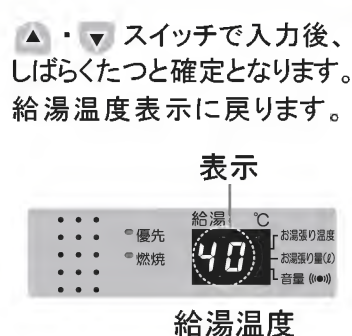 ▲・▼ スイッチで入力後、
しばらくたつと確定となります。
給湯温度表示に戻ります。
表示
給湯 ℃
優先
燃焼
40
お湯張り温度
お湯張り量(ℓ)
音量
給湯温度